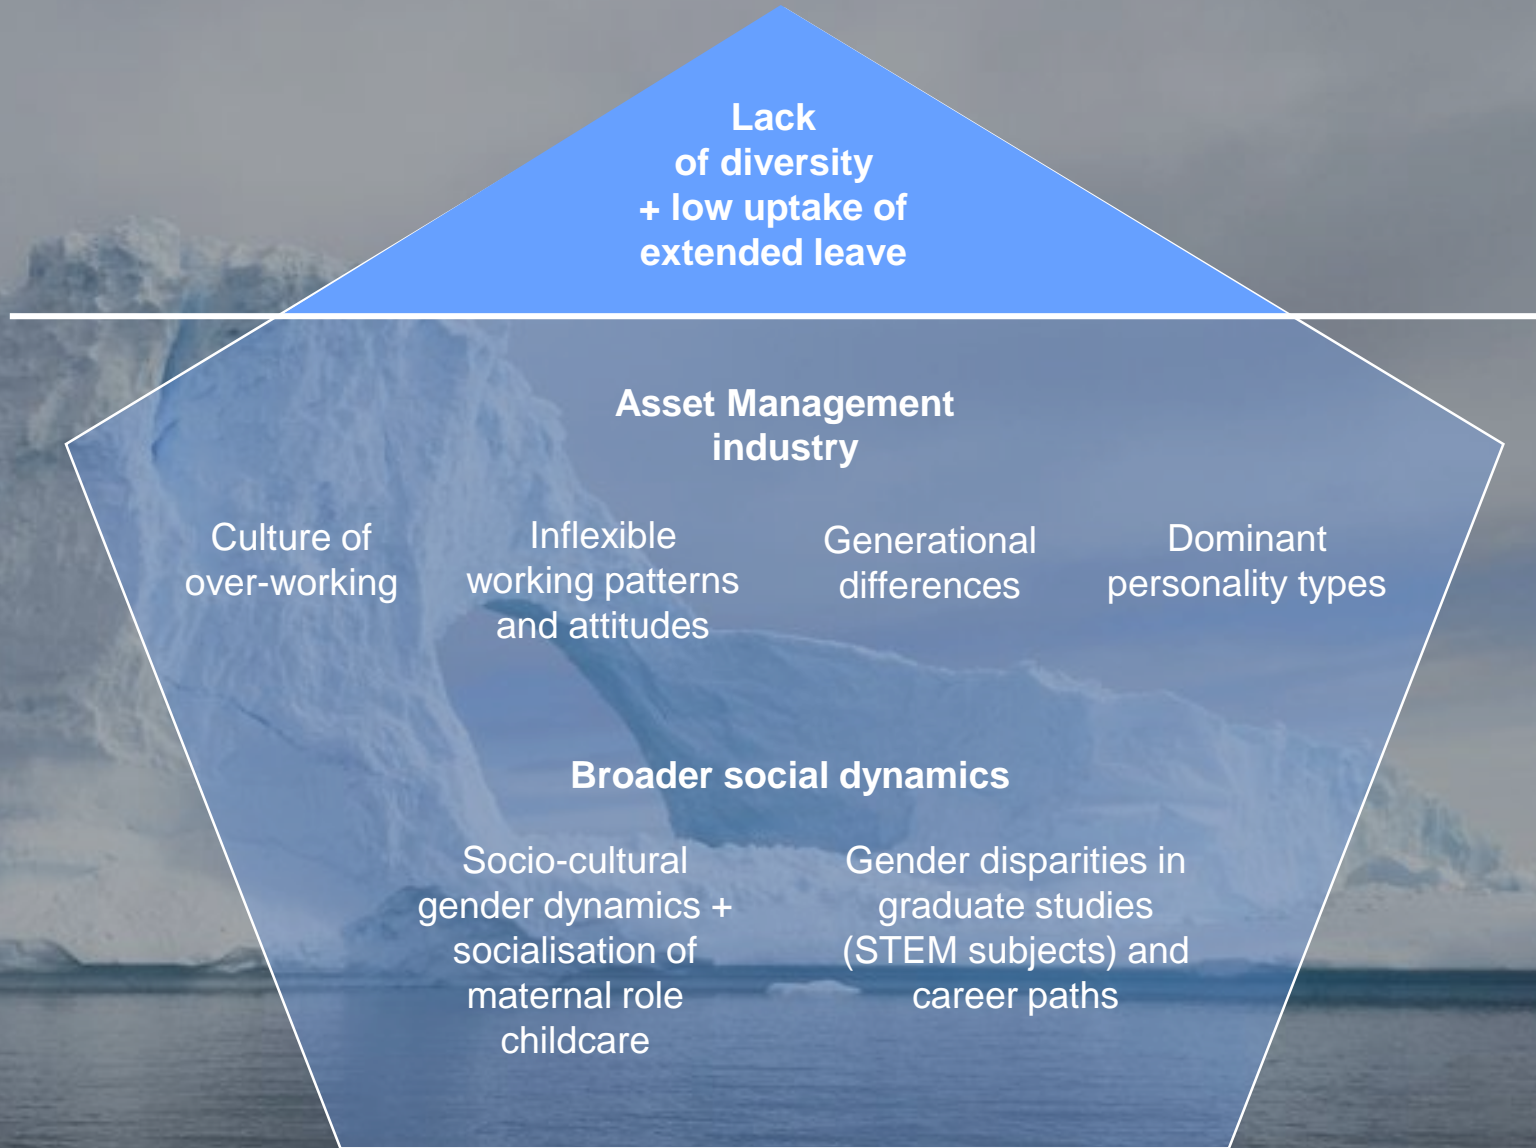 Lack
of diversity
+ low uptake of
extended leave
Asset Management
industry
Culture of
over-working
Inflexible
working patterns
and attitudes
Generational
differences
Dominant
personality types
Broader social dynamics
Socio-cultural
gender dynamics +
socialisation of
maternal role
childcare
Gender disparities in
graduate studies
(STEM subjects) and
career paths